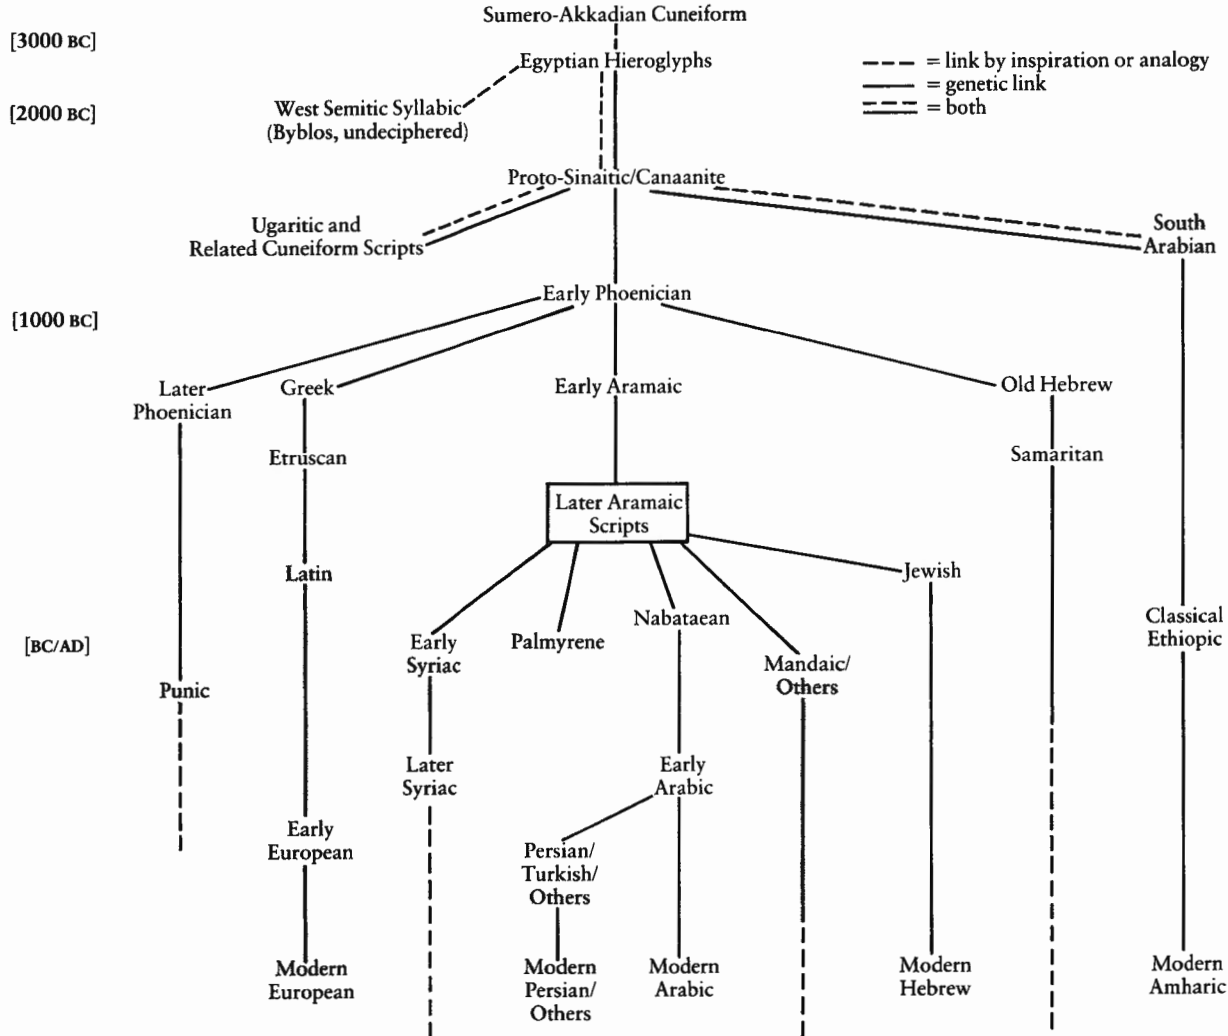 Sumero-Akkadian Cuneiform
[3000 BC]
Egyptian Hieroglyphs
= link by inspiration or analogy
= genetic link
= both
[2000 BC]
West Semitic Syllabic
(Byblos, undeciphered)
Proto-Sinaitic/Canaanite
Ugaritic and
Related Cuneiform Scripts
South
Arabian
Early Phoenician
[1000 BC]
Later
Phoenician
Greek
Early Aramaic
Old Hebrew
Etruscan
Samaritan
Later Aramaic
Scripts
Latin
Jewish
[BC/AD]
Early
Syriac
Palmyrene
Nabataean
Mandaic/
Others
Classical
Ethiopic
Punic
Later
Syriac
Early
Arabic
Early
European
Persian/
Turkish/
Others
Modern
European
Modern
Persian/
Others
Modern
Arabic
Modern
Hebrew
Modern
Amharic